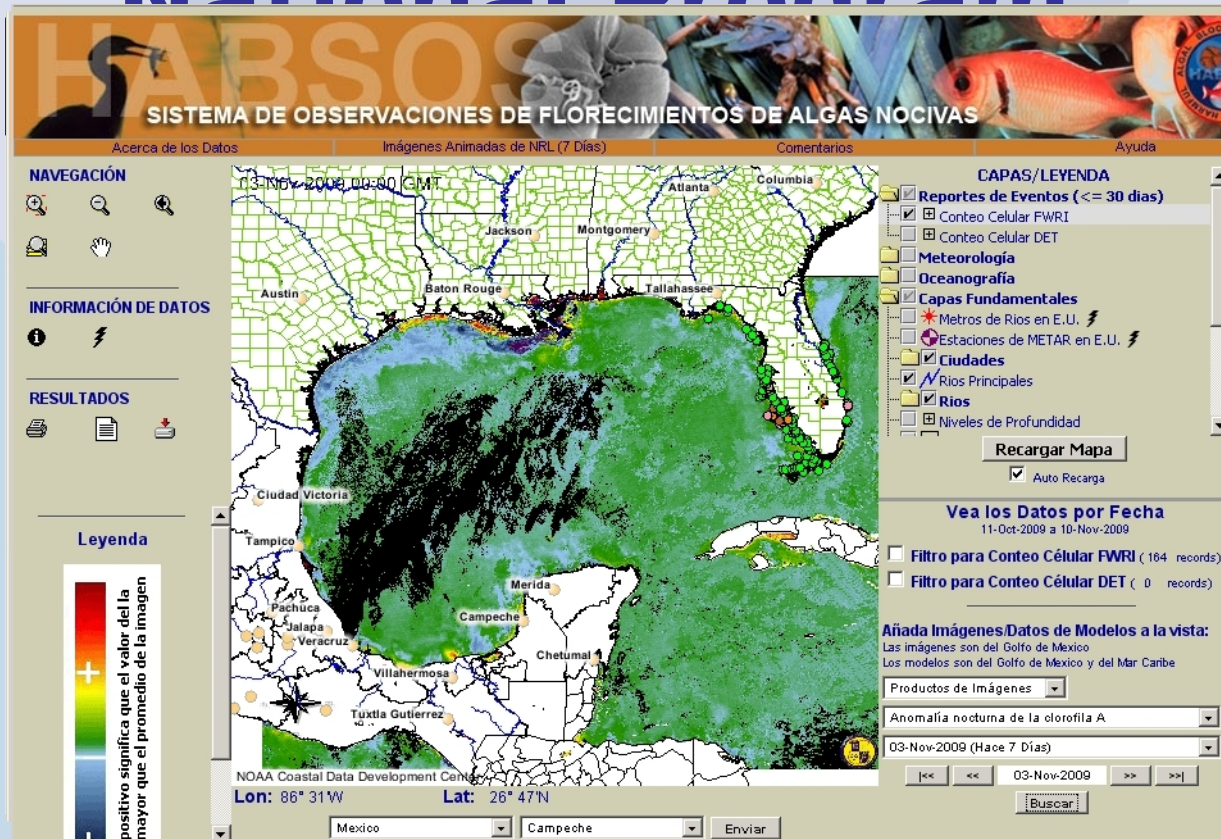 National Program
HABSOS
SISTEMA DE OBSERVACIONES DE FLORECIMIENTOS DE ALGAS NOCIVAS
Acerca de los Datos
Imágenes Animadas de NRL (7 Días)
Comentarios
Ayuda
NAVEGACIÓN
INFORMACIÓN DE DATOS
RESULTADOS
Leyenda
positivo significa que el valor del la
mayor que el promedio de la imagen
03-Nov-2009 00:00 GMT
Atlanta
Columbia
Jackson
Montgomery
Austin
Baton Rouge
Tallahassee
Ciudad Victoria
Tampico
Merida
Pachuca
Campeche
Jalapa
Veracruz
Chetumal
Villahermosa
Tuxtla Gutierrez
NOAA Coastal Data Development Center
Lon: 86° 31'W Lat: 26° 47'N
Mexico
Campeche
Enviar
CAPAS/LEYENDA
Reportes de Eventos (<= 30 dias)
Conteo Celular FWRI
Conteo Celular DET
Meteorología
Oceanografía
Capas Fundamentales
Metros de Rios en E.U.
Estaciones de METAR en E.U.
Ciudades
Rios Principales
Rios
Niveles de Profundidad
Recargar Mapa
Auto Recarga
Vea los Datos por Fecha
11-Oct-2009 a 10-Nov-2009
Filtro para Conteo Célular FWRI ( 164 records)
Filtro para Conteo Célular DET ( 0 records)
Añada Imágenes/Datos de Modelos a la vista:
Las imágenes son del Golfo de Mexico
Los modelos son del Golfo de Mexico y del Mar Caribe
Productos de Imágenes
Anomalía nocturna de la clorofila A
03-Nov-2009 (Hace 7 Días)
|<< << 03-Nov-2009 >> >>|
Buscar